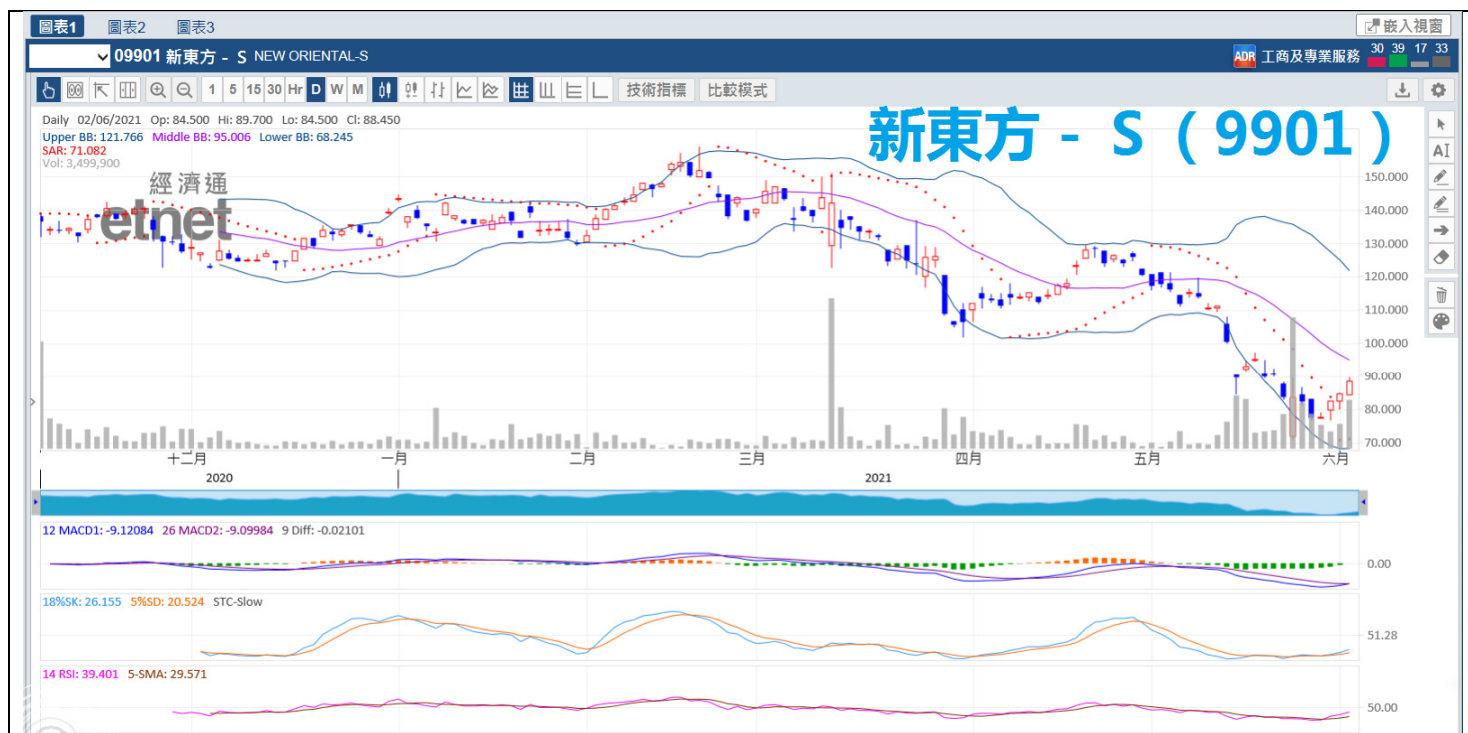 圖表1 圖表2 圖表3 嵌入視窗
09901 新東方 - S NEW ORIENTAL-S ADR 工商及專業服務 30 39 17 33
1 5 15 30 Hr D W M 技術指標 比較模式
Daily 02/06/2021 Op: 84.500 Hi: 89.700 Lo: 84.500 Cl: 88.450
Upper BB: 121.766 Middle BB: 95.006 Lower BB: 68.245
SAR: 71.082
Vol: 3,499,900
新東方 - S (9901)
AI
經濟通
etnet
150.000
140.000
130.000
120.000
110.000
100.000
90.000
80.000
70.000
十二月 一月 二月 三月 四月 五月 六月
2020 2021
12 MACD1: -9.12084 26 MACD2: -9.09984 9 Diff: -0.02101
0.00
18%SK: 26.155 5%SD: 20.524 STC-Slow
51.28
14 RSI: 39.401 5-SMA: 29.571
50.00